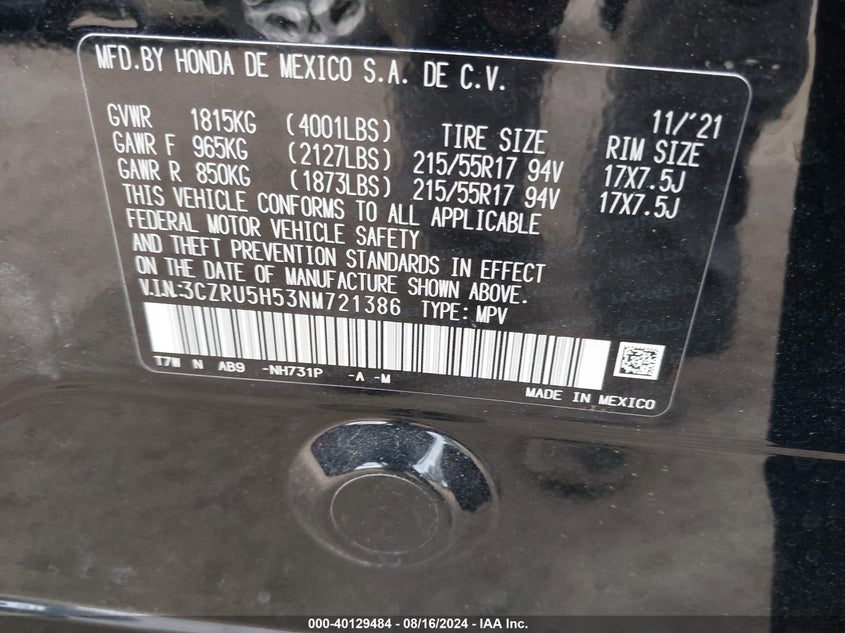 MFD.BY HONDA DE MEXICO S.A. DE C.V.
GVWR 1815KG (4001LBS) TIRE SIZE 11/'21 RIM SIZE
GAWR F 965KG (2127LBS) 215/55R17 94V 17X7.5J
GAWR R 850KG (1873LBS) 215/55R17 94V 17X7.5J
THIS VEHICLE CONFORMS TO ALL APPLICABLE
FEDERAL MOTOR VEHICLE SAFETY
AND THEFT PREVENTION STANDARDS IN EFFECT
ON THE DATE OF MANUFACTURE SHOWN ABOVE.
V.I.N.:3CZRU5H53NM721386 TYPE: MPV
T7W N AB9 -NH731P -A -M
MADE IN MEXICO
000-40129484 - 08/16/2024 - IAA Inc.